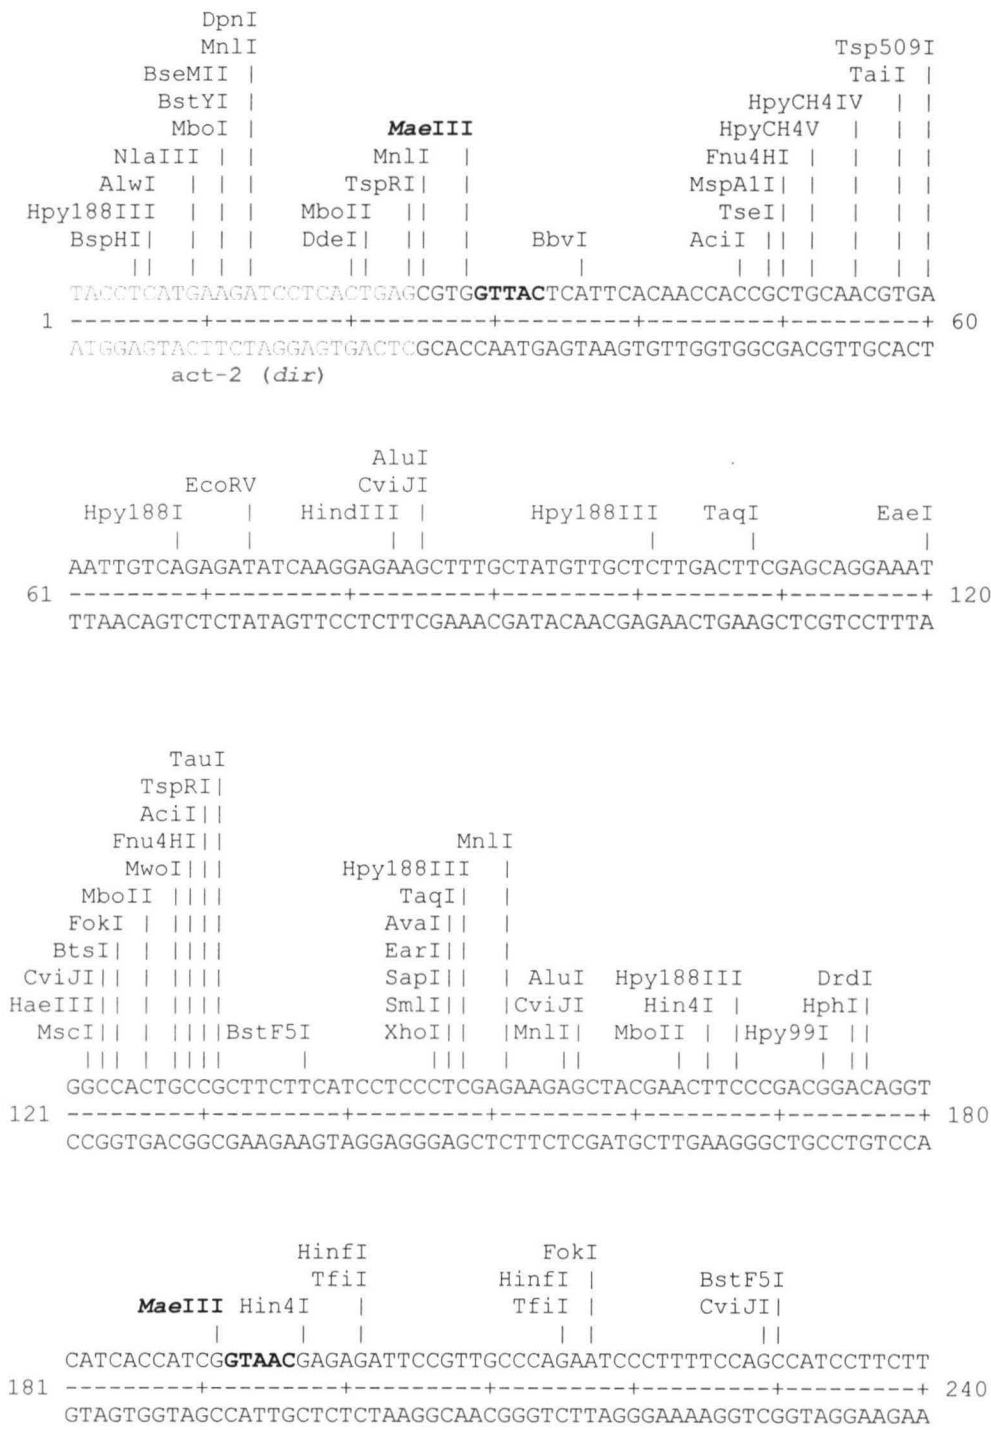 DpnI
MnlI Tsp509I
BseMII | TaiI |
BstYI | HpyCH4IV | |
MboI | MaeIII HpyCH4V | | |
NlaIII | | MnlI | Fnu4HI | | | |
AlwI | | | TspRI| | MspA1I| | | | |
Hpy188III | | | MboII || | TseI| | | | |
BspHI| | | | DdeI| || | BbvI AciI || | | | |
TACCTCATGAAGATCCTCACTGAGCGTGGTTACTCATTCACAACCACCGCTGCAACGTGA
1 ---------+---------+---------+---------+---------+---------+ 60
ATGGAGTACTTCTAGGAGTGACTCGCACCAATGAGTAAGTGTTGGTGGCGACGTTGCACT
act-2 (dir)
AluI
EcoRV CviJI
Hpy188I | HindIII | Hpy188III TaqI EaeI
AATTGTCAGAGATATCAAGGAGAAGCTTTGCTATGTTGCTCTTGACTTCGAGCAGGAAAT
61 ---------+---------+---------+---------+---------+---------+ 120
TTAACAGTCTCTATAGTTCCTCTTCGAAACGATACAACGAGAACTGAAGCTCGTCCTTTA
TauI
TspRI|
AciI||
Fnu4HI|| MnlI
MwoI||| Hpy188III |
MboII |||| TaqI| |
FokI | |||| AvaI|| |
BtsI| | |||| EarI|| |
CviJI|| | |||| SapI|| | AluI Hpy188III DrdI
HaeIII|| | |||| SmlI|| |CviJI Hin4I | HphI|
MscI|| | ||||BstF5I XhoI|| |MnlI| MboII | |Hpy99I ||
GGCCACTGCCGCTTCTTCATCCTCCCTCGAGAAGAGCTACGAACTTCCCGACGGACAGGT
121 ---------+---------+---------+---------+---------+---------+ 180
CCGGTGACGGCGAAGAAGTAGGAGGGAGCTCTTCTCGATGCTTGAAGGGCTGCCTGTCCA
HinfI FokI
TfiI HinfI | BstF5I
MaeIII Hin4I | TfiI | CviJI|
CATCACCATCGGTAACGAGAGATTCCGTTGCCCAGAATCCCTTTTCCAGCCATCCTTCTT
181 ---------+---------+---------+---------+---------+---------+ 240
GTAGTGGTAGCCATTGCTCTCTAAGGCAACGGGTCTTAGGGAAAAGGTCGGTAGGAAGAA